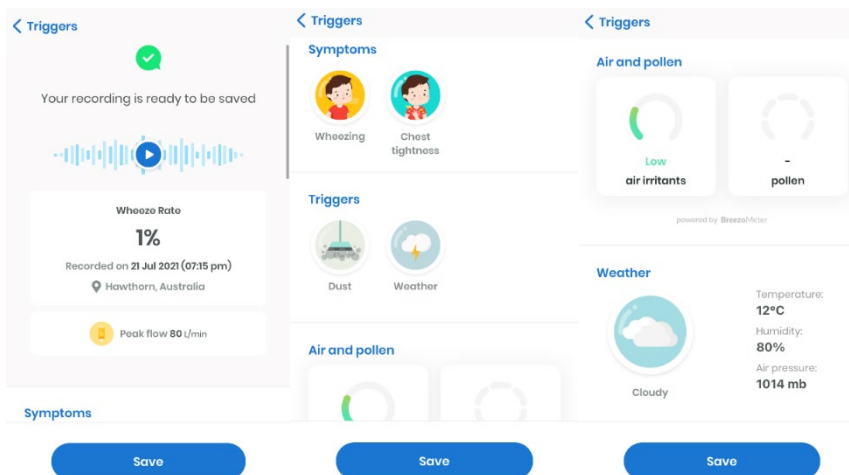 Triggers
Your recording is ready to be saved
Wheeze Rate
1%
Recorded on 21 Jul 2021 (07:15 pm)
Hawthorn, Australia
Peak flow 80 L/min
Symptoms
Save
Triggers
Symptoms
Wheezing
Chest
tightness
Triggers
Dust
Weather
Air and pollen
Save
Triggers
Air and pollen
Low
air irritants
-
pollen
powered by BreezoMeter
Weather
Cloudy
Temperature:
12°C
Humidity:
80%
Air pressure:
1014 mb
Save